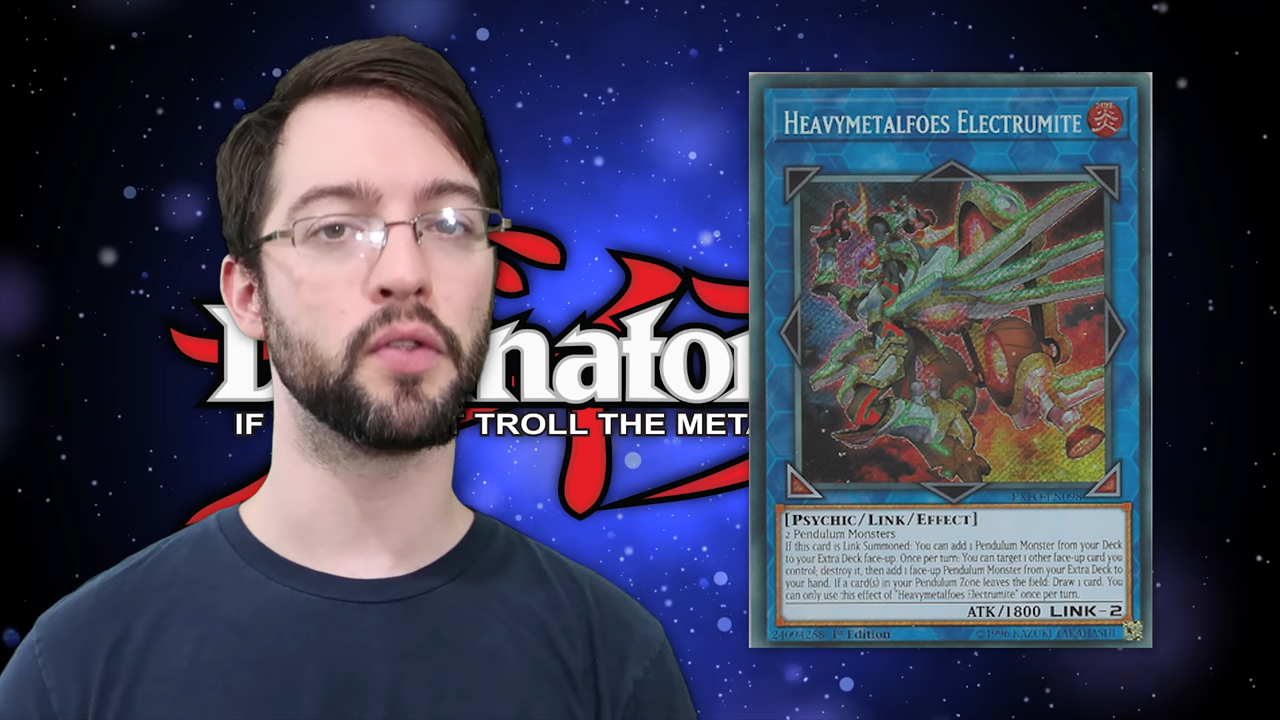 HEAVYMETALFOES ELECTRUMITE
炎
nator
IF
TROLL THE META
[PSYCHIC/LINK/EFFECT]
2 Pendulum Monsters
If this card is Link Summoned: You can add 1 Pendulum Monster from your Deck
to your Extra Deck face-up. Once per turn: You can target 1 other face-up card you
control; destroy it, then add 1 face-up Pendulum Monster from your Extra Deck to
your hand. If a card(s) in your Pendulum Zone leaves the field: Draw 1 card. You
can only use this effect of "Heavymetalfoes Electrumite" once per turn.
ATK/1800 LINK-2
24094258 1st Edition ©1996 KAZUKI TAKAHASHI